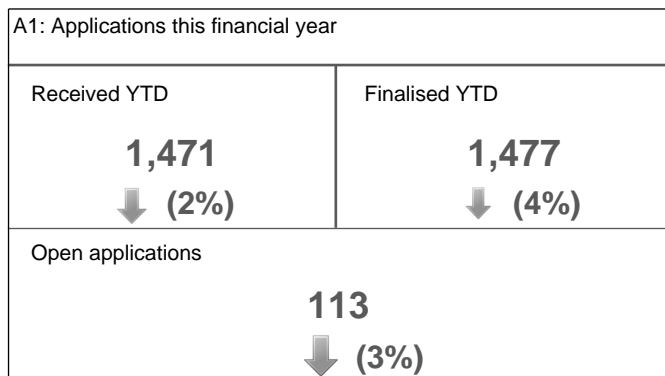 A1: Applications this financial year
Received YTD
1,471
(2%)
Finalised YTD
1,477
(4%)
Open applications
113
(3%)